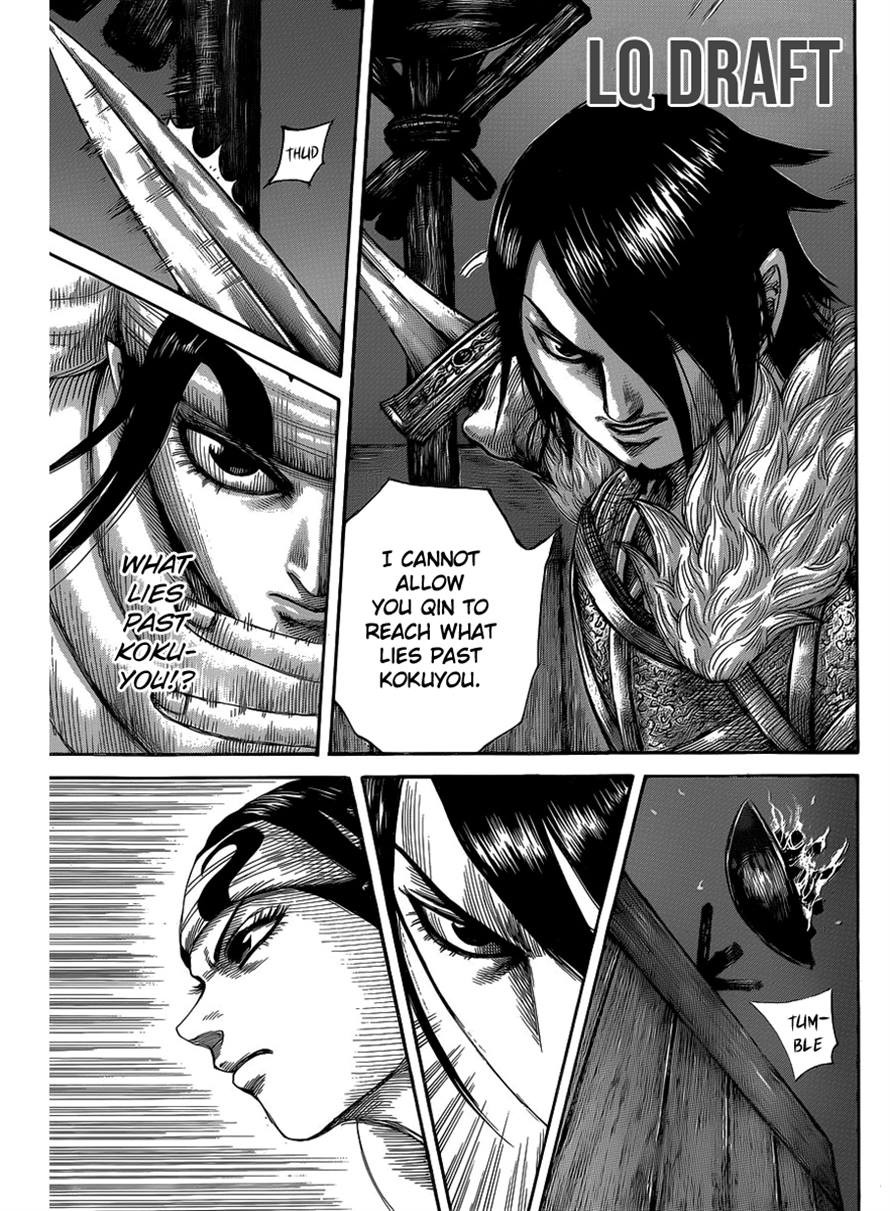 LQ DRAFT
I CANNOT
ALLOW
YOU QIN TO
REACH WHAT
LIES PAST
KOKUYOU.
THUD
WHAT
LIES
PAST
KOKU-
YOU!?
TUM-
BLE